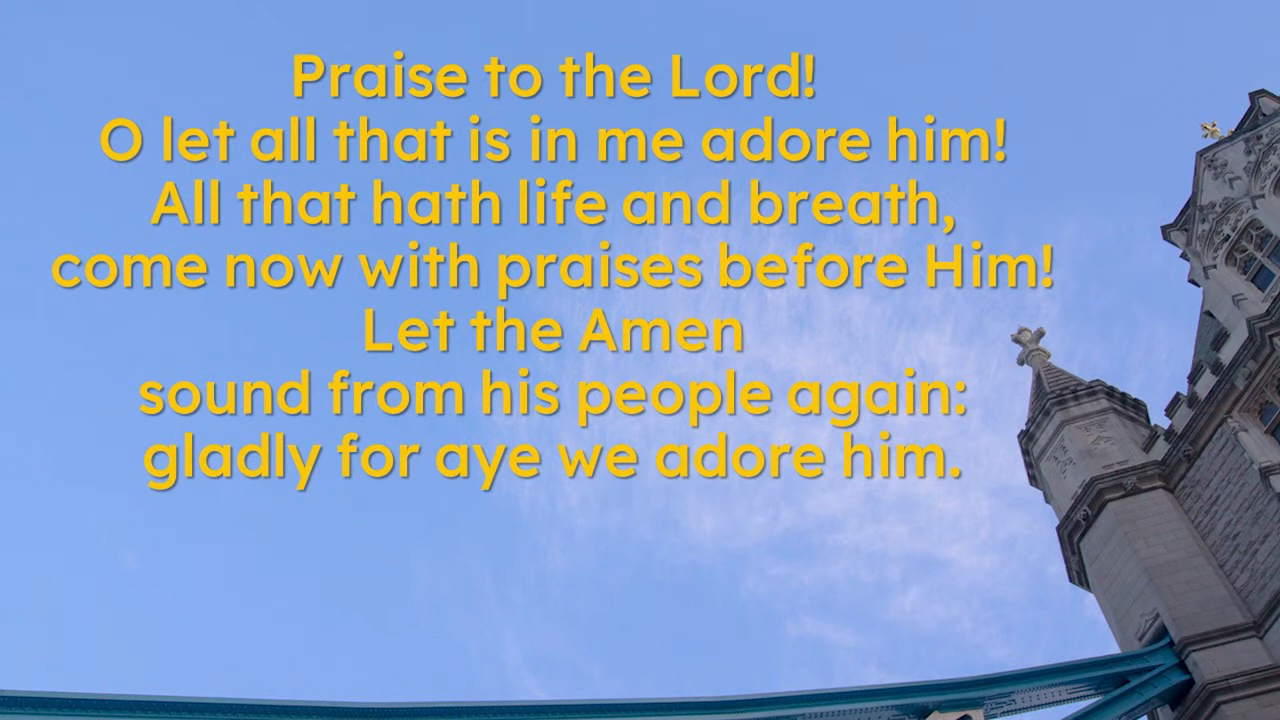 Praise to the Lord!
O let all that is in me adore him!
All that hath life and breath,
come now with praises before Him!
Let the Amen
sound from his people again:
gladly for aye we adore him.